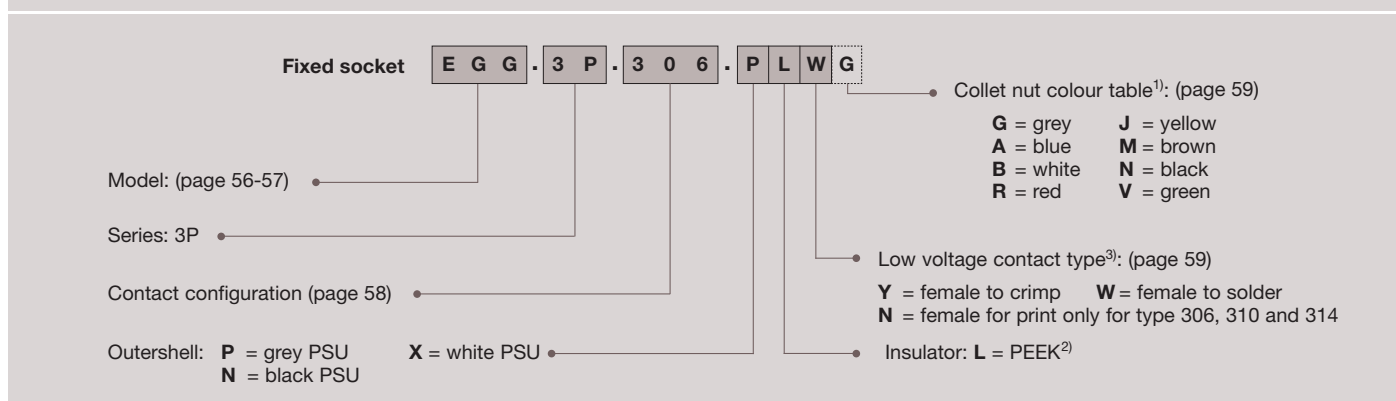 Fixed socket E G G . 3 P . 3 0 6 . P L W G
Collet nut colour table1): (page 59)
G = grey J = yellow
A = blue M = brown
B = white N = black
R = red V = green
Model: (page 56-57)
Series: 3P
Low voltage contact type3): (page 59)
Y = female to crimp W = female to solder
N = female for print only for type 306, 310 and 314
Contact configuration (page 58)
Outershell: P = grey PSU X = white PSU
N = black PSU
Insulator: L = PEEK2)